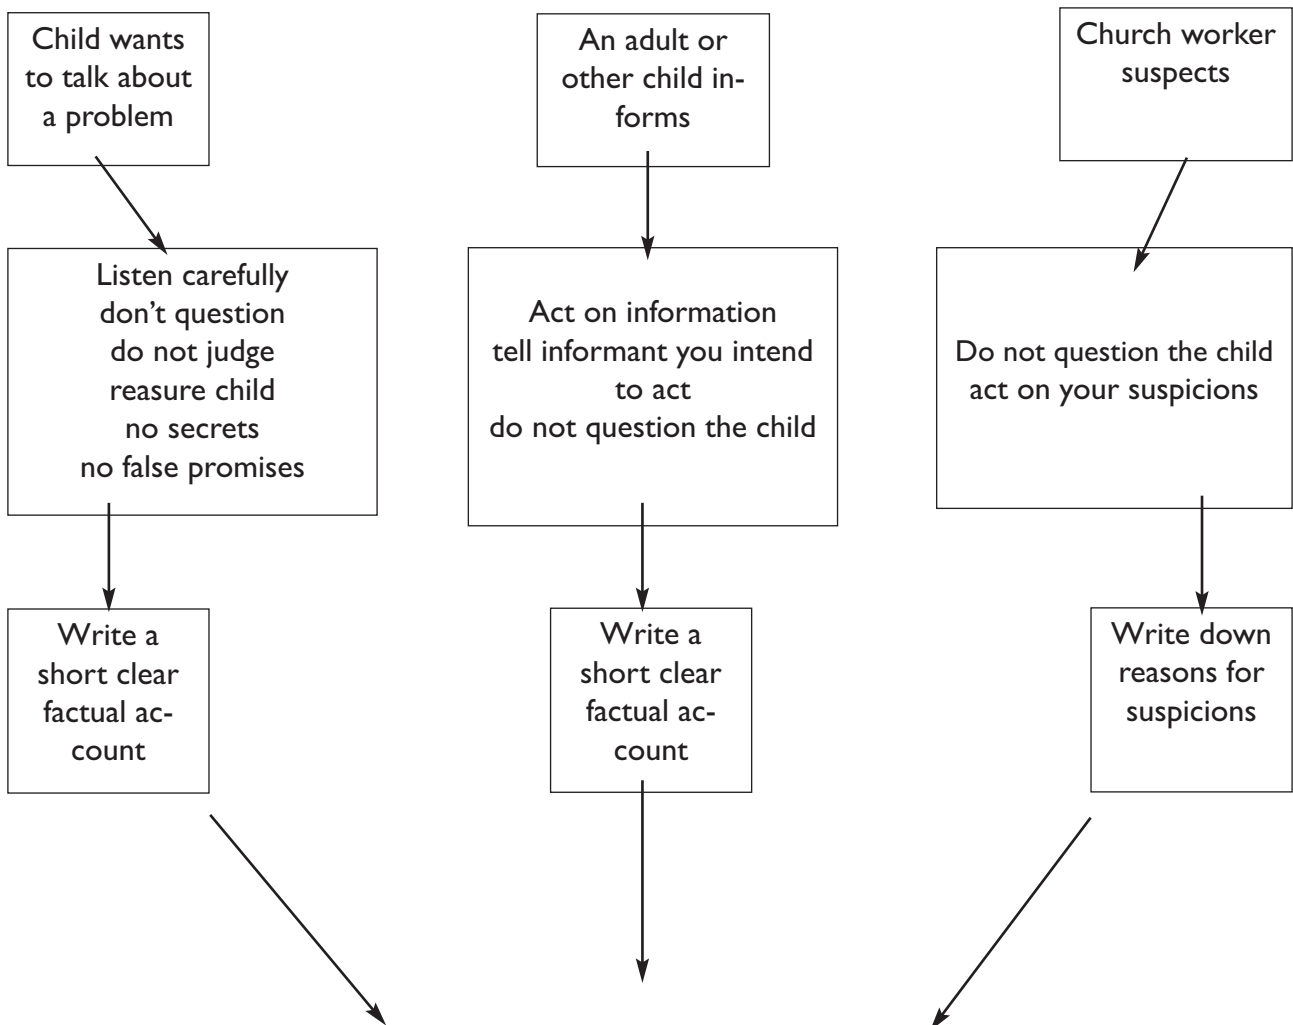 Child wants
to talk about
a problem
An adult or
other child in-
forms
Church worker
suspects
Listen carefully
don’t question
do not judge
reasure child
no secrets
no false promises
Act on information
tell informant you intend
to act
do not question the child
Do not question the child
act on your suspicions
Write a
short clear
factual ac-
count
Write a
short clear
factual ac-
count
Write down
reasons for
suspicions